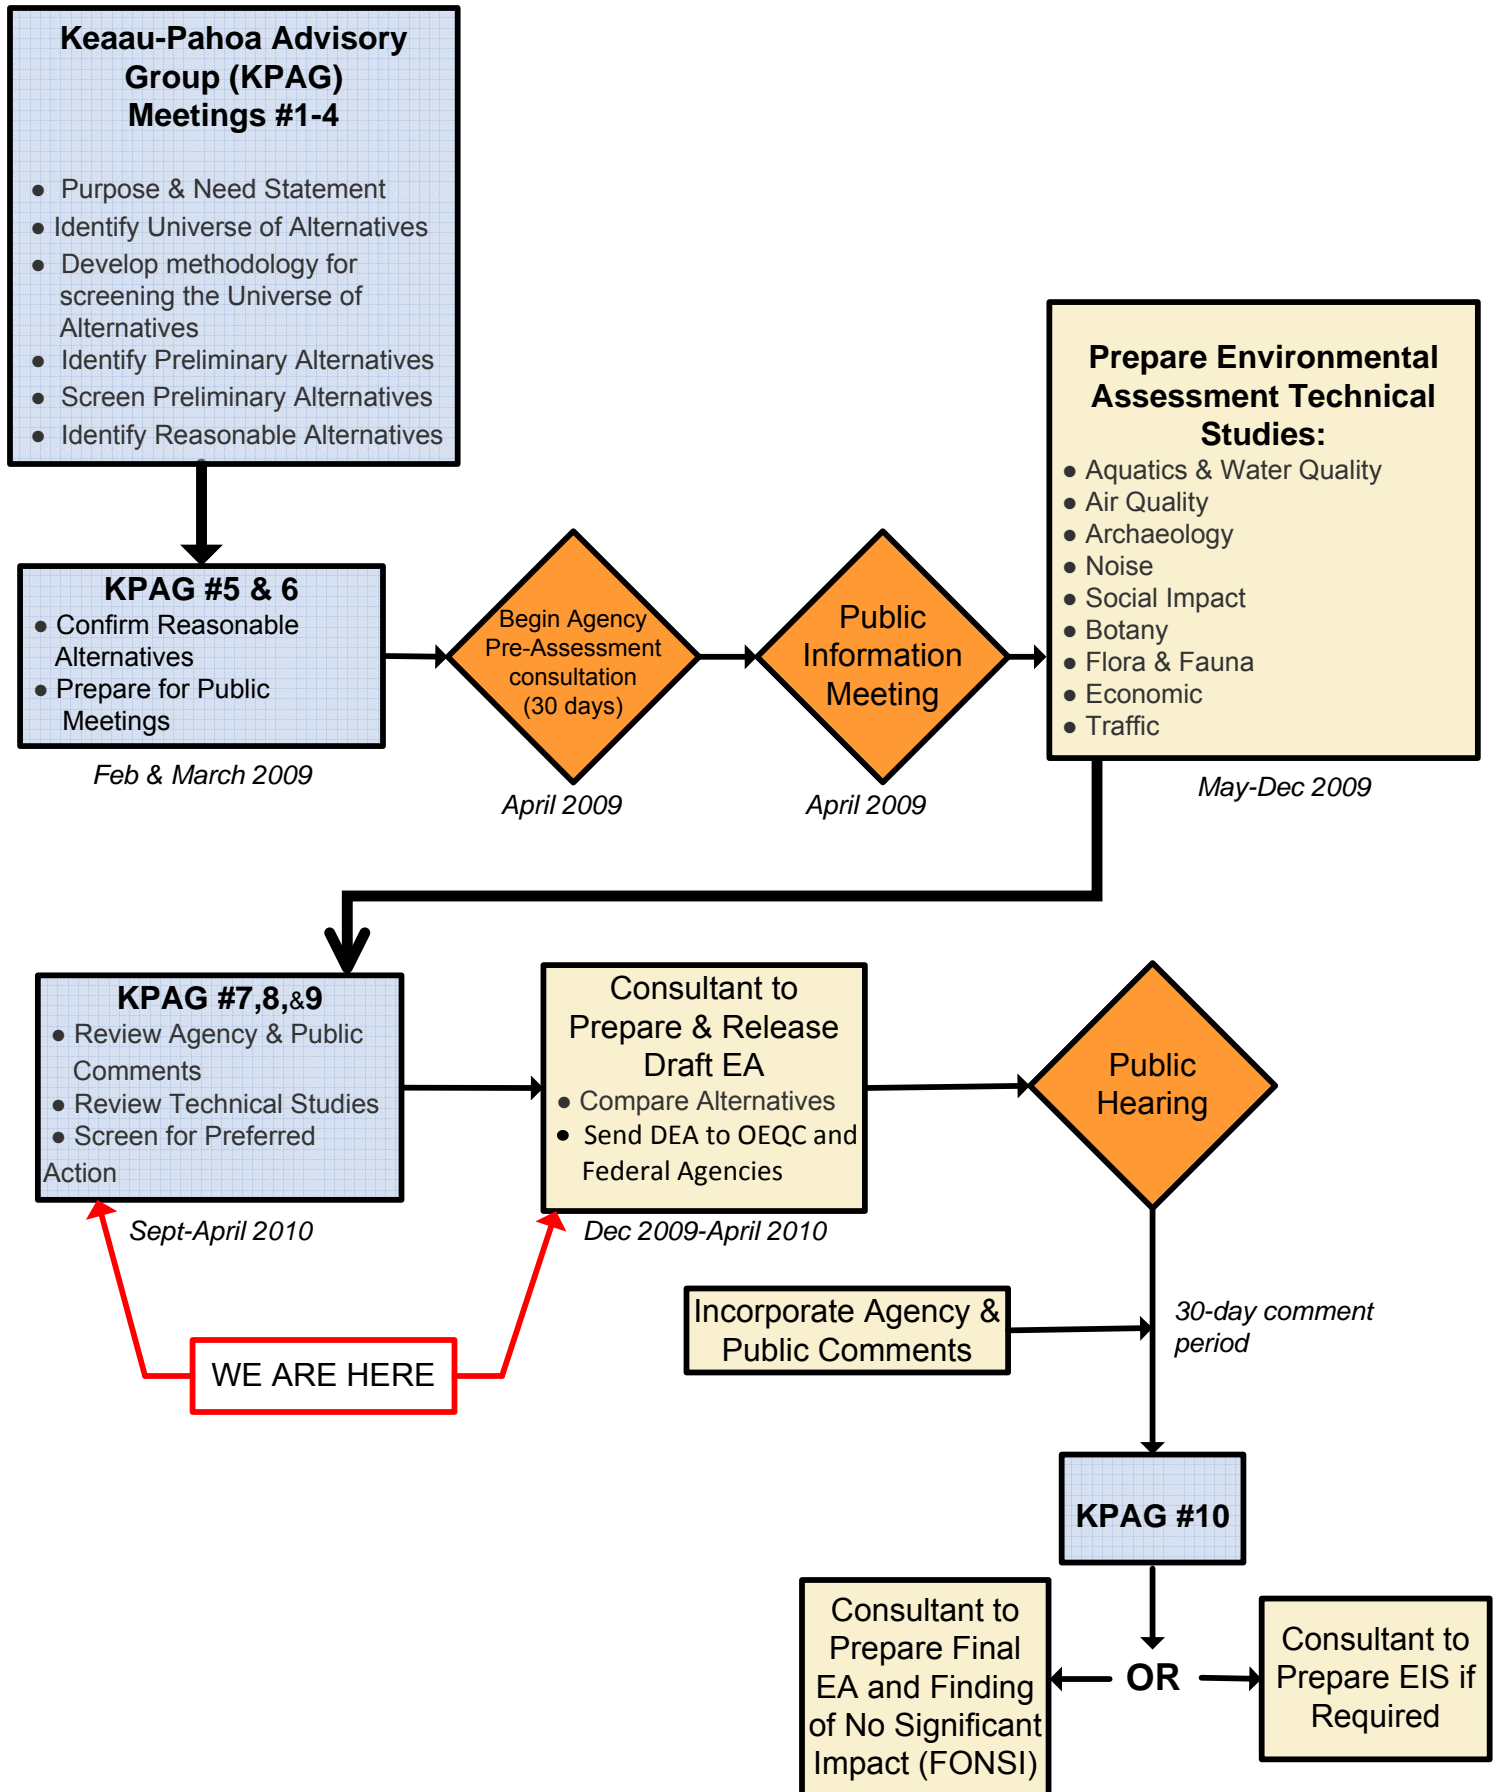 Keaau-Pahoa Advisory
Group (KPAG)
Meetings #1-4
● Purpose & Need Statement
● Identify Universe of Alternatives
● Develop methodology for
screening the Universe of
Alternatives
● Identify Preliminary Alternatives
● Screen Preliminary Alternatives
● Identify Reasonable Alternatives
KPAG #5 & 6
● Confirm Reasonable
Alternatives
● Prepare for Public
Meetings
Feb & March 2009
Begin Agency
Pre-Assessment
consultation
(30 days)
April 2009
Public
Information
Meeting
April 2009
Prepare Environmental
Assessment Technical
Studies:
● Aquatics & Water Quality
● Air Quality
● Archaeology
● Noise
● Social Impact
● Botany
● Flora & Fauna
● Economic
● Traffic
May-Dec 2009
KPAG #7,8,&9
● Review Agency & Public
Comments
● Review Technical Studies
● Screen for Preferred
Action
Sept-April 2010
Consultant to
Prepare & Release
Draft EA
● Compare Alternatives
● Send DEA to OEQC and
Federal Agencies
Dec 2009-April 2010
Public
Hearing
WE ARE HERE
Incorporate Agency &
Public Comments
30-day comment
period
KPAG #10
Consultant to
Prepare Final
EA and Finding
of No Significant
Impact (FONSI)
OR
Consultant to
Prepare EIS if
Required